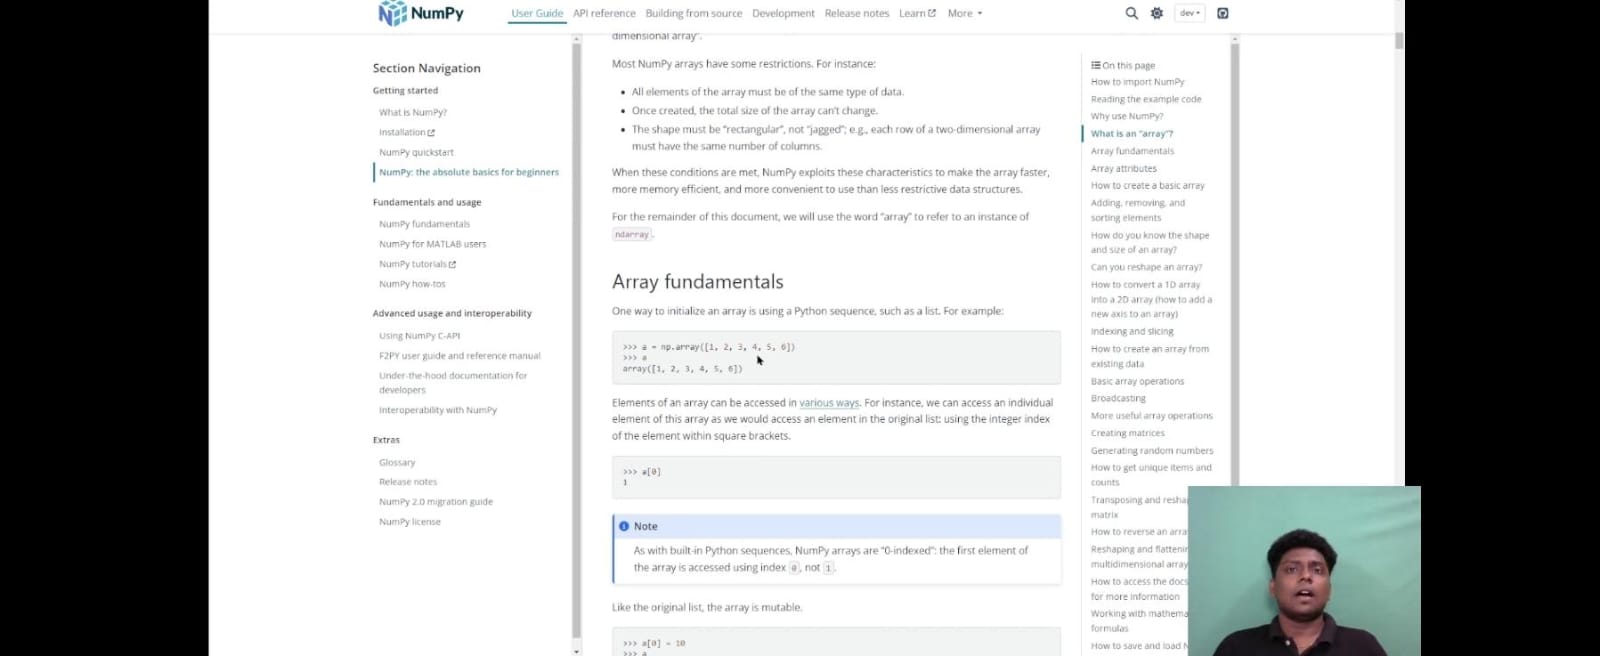 NumPy
User Guide API reference Building from source Development Release notes Learn More
dev
Section Navigation
Getting started
What is NumPy?
Installation
NumPy quickstart
NumPy: the absolute basics for beginners
Fundamentals and usage
NumPy fundamentals
NumPy for MATLAB users
NumPy tutorials
NumPy how-tos
Advanced usage and interoperability
Using NumPy C-API
F2PY user guide and reference manual
Under-the-hood documentation for
developers
Interoperability with NumPy
Extras
Glossary
Release notes
NumPy 2.0 migration guide
NumPy license
dimensional array".
Most NumPy arrays have some restrictions. For instance:
• All elements of the array must be of the same type of data.
• Once created, the total size of the array can't change.
• The shape must be "rectangular", not "jagged"; e.g., each row of a two-dimensional array
must have the same number of columns.
When these conditions are met, NumPy exploits these characteristics to make the array faster,
more memory efficient, and more convenient to use than less restrictive data structures.
For the remainder of this document, we will use the word "array" to refer to an instance of
ndarray.
Array fundamentals
One way to initialize an array is using a Python sequence, such as a list. For example:
>>> a = np.array([1, 2, 3, 4, 5, 6])
>>> a
array([1, 2, 3, 4, 5, 6])
Elements of an array can be accessed in various ways. For instance, we can access an individual
element of this array as we would access an element in the original list: using the integer index
of the element within square brackets.
>>> a[0]
1
Note
As with built-in Python sequences, NumPy arrays are "0-indexed": the first element of
the array is accessed using index 0, not 1.
Like the original list, the array is mutable.
>>> a[0] = 10
>>> a
On this page
How to import NumPy
Reading the example code
Why use NumPy?
What is an "array"?
Array fundamentals
Array attributes
How to create a basic array
Adding, removing, and
sorting elements
How do you know the shape
and size of an array?
Can you reshape an array?
How to convert a 1D array
into a 2D array (how to add a
new axis to an array)
Indexing and slicing
How to create an array from
existing data
Basic array operations
Broadcasting
More useful array operations
Creating matrices
Generating random numbers
How to get unique items and
counts
Transposing and resha
matrix
How to reverse an arra
Reshaping and flattenin
multidimensional array
How to access the docs
for more information
Working with mathema
formulas
How to save and load N